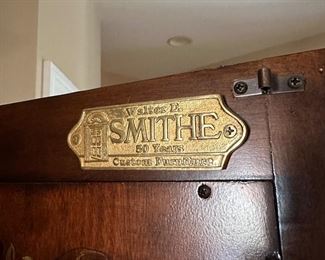 Walter E.
SMITHE
50 Years
Custom Furniture